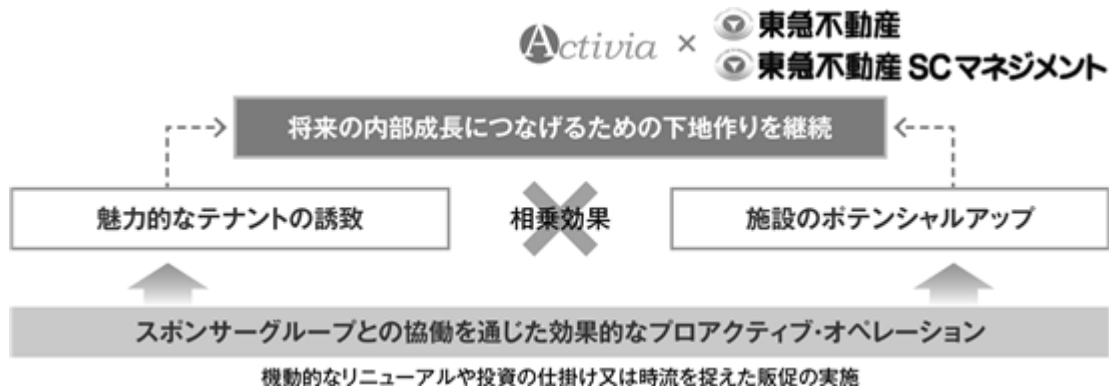 Activia × 東急不動産
東急不動産 SCマネジメント
将来の内部成長につなげるための下地作りを継続
魅力的なテナントの誘致
相乗効果
施設のポテンシャルアップ
スポンサーグループとの協働を通じた効果的なプロアクティブ・オペレーション
機動的なリニューアルや投資の仕掛け又は時流を捉えた販促の実施